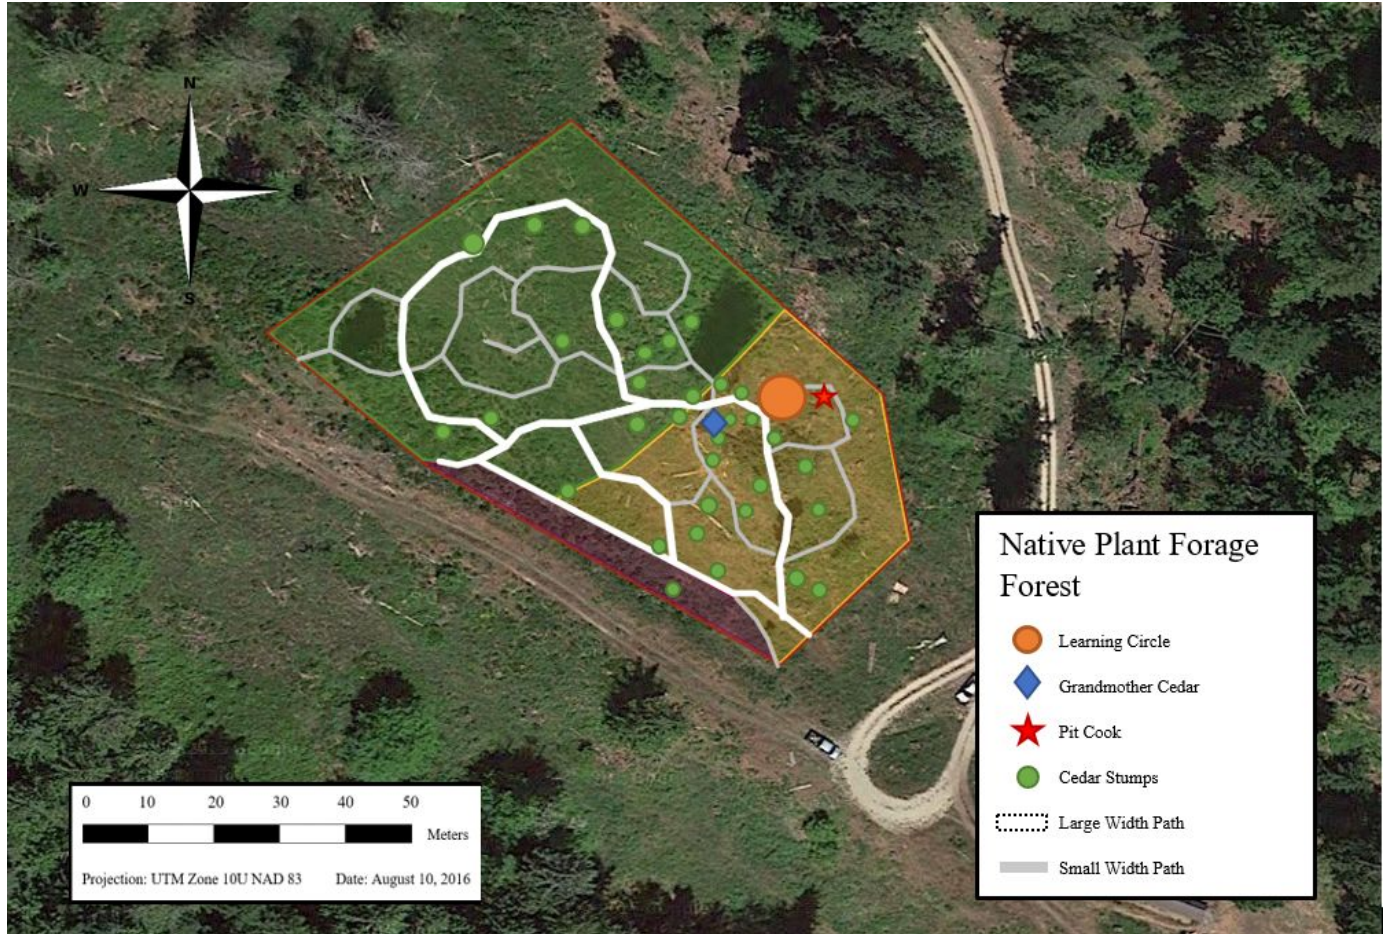 N
W
E
S
Native Plant Forage
Forest
Learning Circle
Grandmother Cedar
Pit Cook
Cedar Stumps
Large Width Path
Small Width Path
0 10 20 30 40 50
Meters
Projection: UTM Zone 10U NAD 83 Date: August 10, 2016